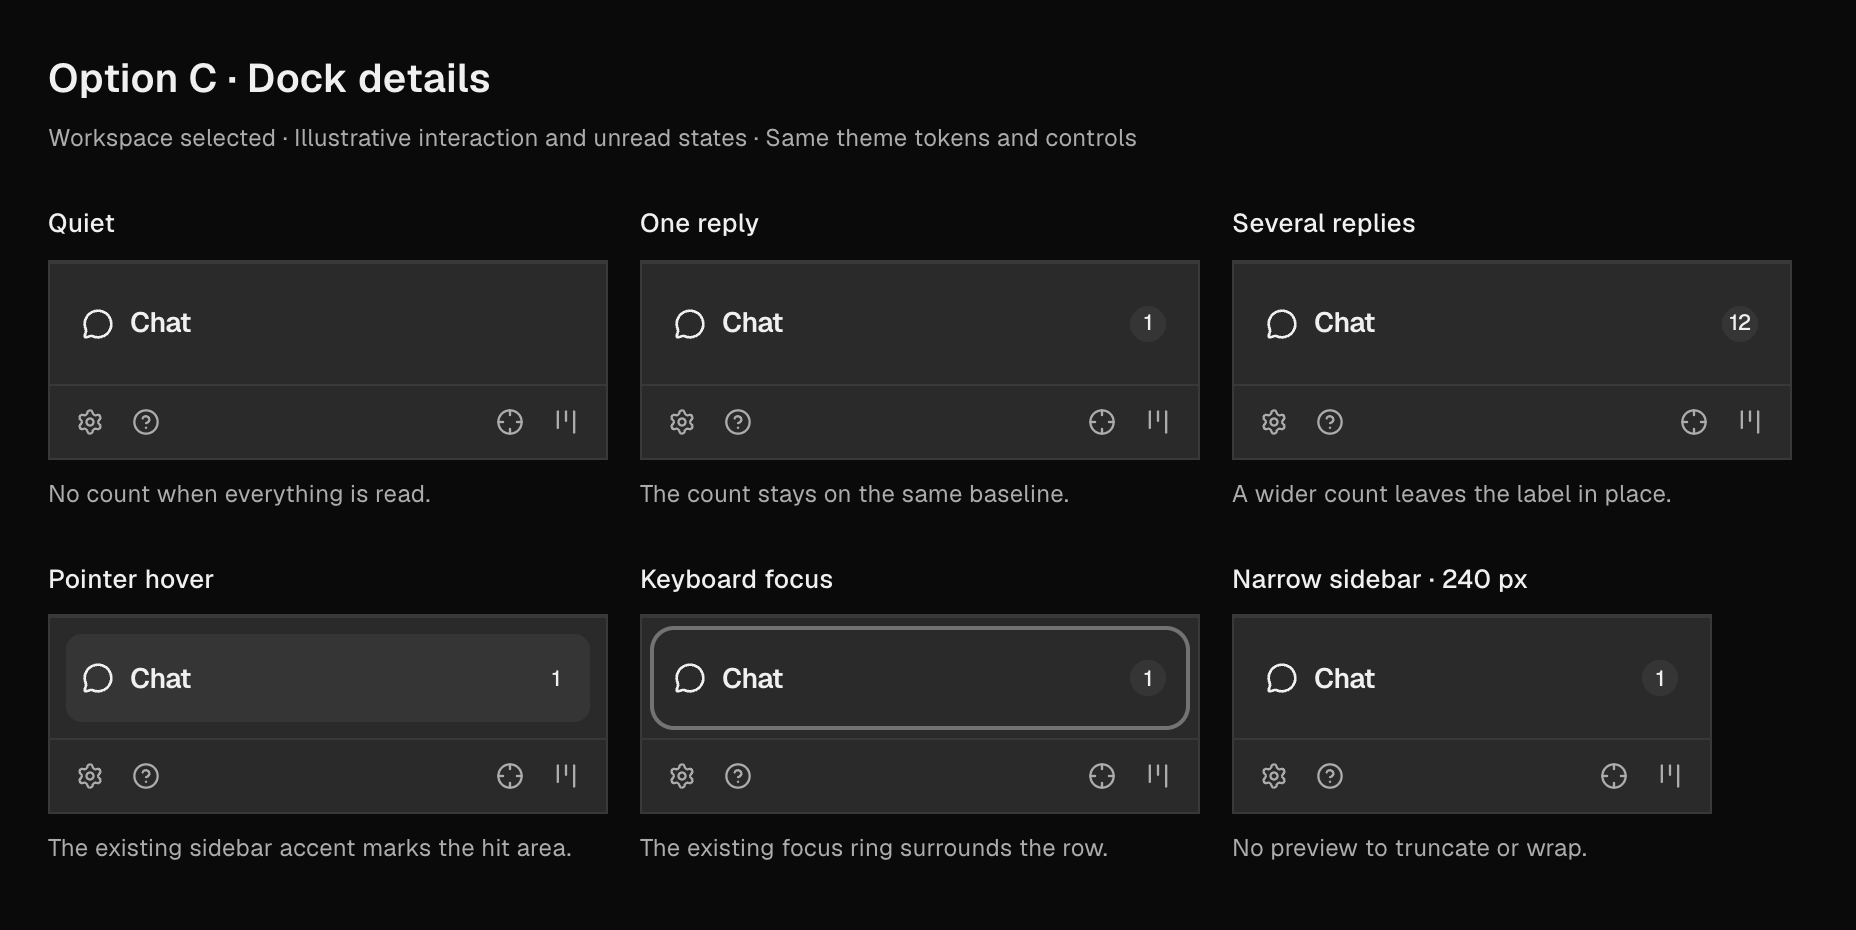 Option C · Dock details
Workspace selected · Illustrative interaction and unread states · Same theme tokens and controls
Quiet
One reply
Several replies
Chat
Chat 1
Chat 12
No count when everything is read.
The count stays on the same baseline.
A wider count leaves the label in place.
Pointer hover
Keyboard focus
Narrow sidebar · 240 px
Chat 1
Chat 1
Chat 1
The existing sidebar accent marks the hit area.
The existing focus ring surrounds the row.
No preview to truncate or wrap.